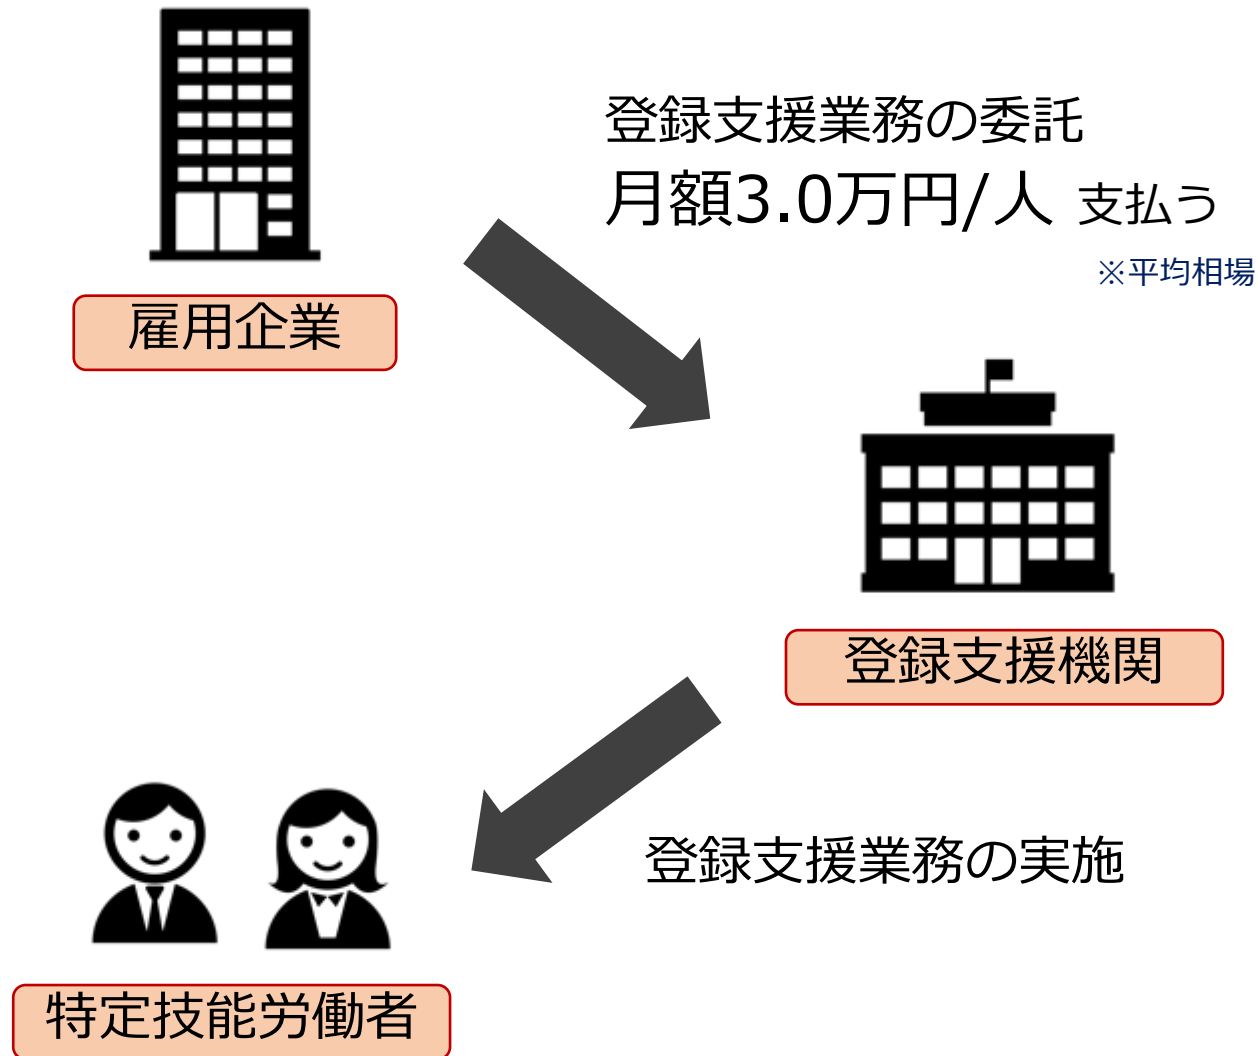 登録支援業務の委託
月額3.0万円/人 支払う
※平均相場
雇用企業
登録支援機関
登録支援業務の実施
特定技能労働者